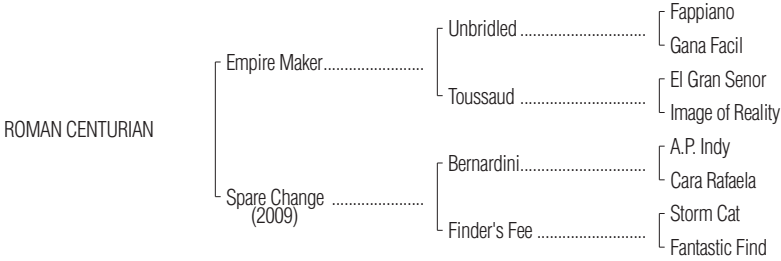 Fappiano
Unbridled ..............................
Gana Facil
Empire Maker........................
El Gran Senor
Toussaud ..............................
Image of Reality
ROMAN CENTURIAN
A.P. Indy
Bernardini..............................
Cara Rafaela
Spare Change ......................
(2009)
Storm Cat
Finder's Fee ..........................
Fantastic Find